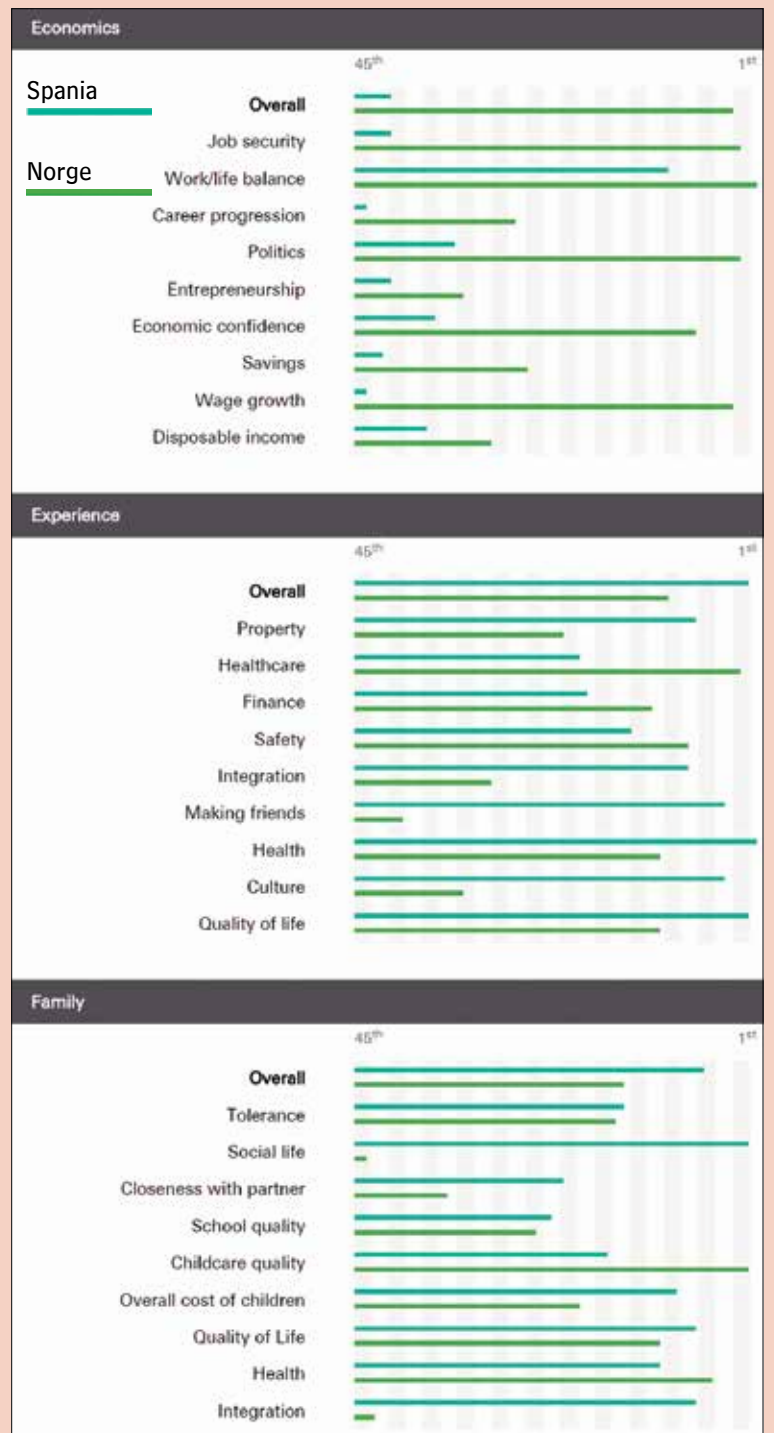 Economics
45th 1st
Spania
Norge
Overall
Job security
Work/life balance
Career progression
Politics
Entrepreneurship
Economic confidence
Savings
Wage growth
Disposable income
Experience
45th 1st
Overall
Property
Healthcare
Finance
Safety
Integration
Making friends
Health
Culture
Quality of life
Family
45th 1st
Overall
Tolerance
Social life
Closeness with partner
School quality
Childcare quality
Overall cost of children
Quality of Life
Health
Integration